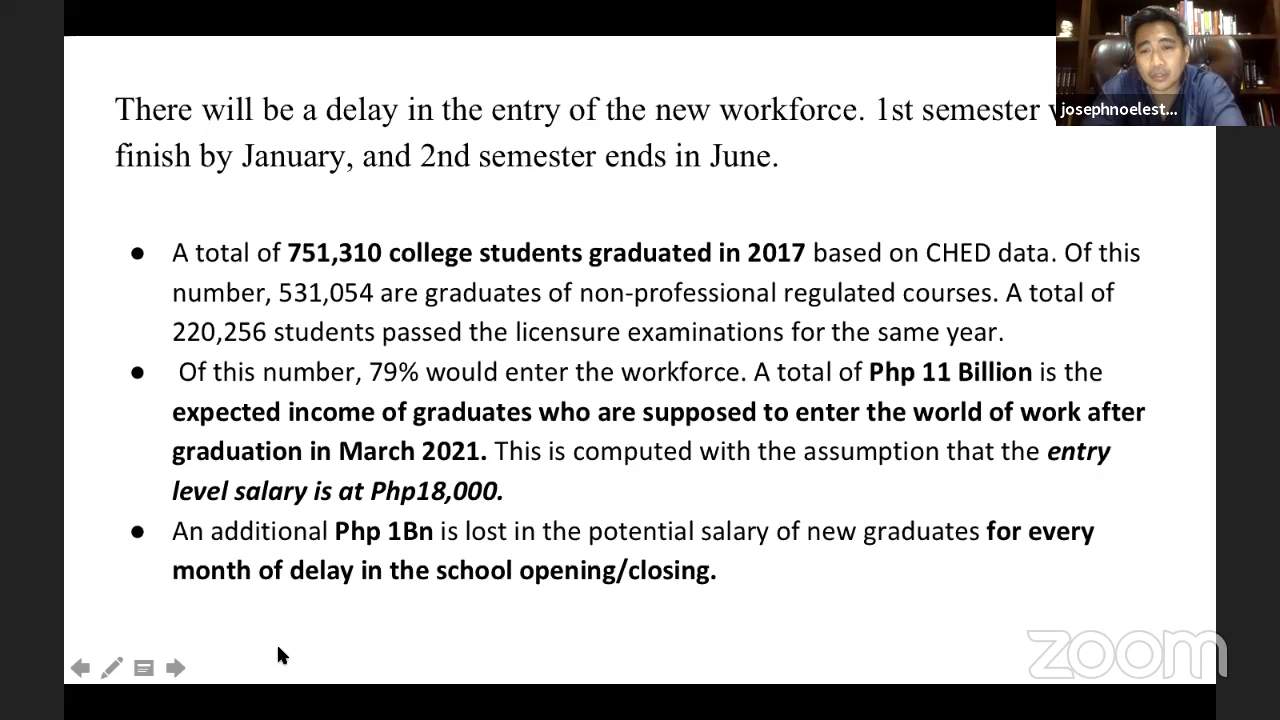 There will be a delay in the entry of the new workforce. 1st semester
finish by January, and 2nd semester ends in June.
josephnoelest...
● A total of 751,310 college students graduated in 2017 based on CHED data. Of this
number, 531,054 are graduates of non-professional regulated courses. A total of
220,256 students passed the licensure examinations for the same year.
● Of this number, 79% would enter the workforce. A total of Php 11 Billion is the
expected income of graduates who are supposed to enter the world of work after
graduation in March 2021. This is computed with the assumption that the entry
level salary is at Php18,000.
● An additional Php 1Bn is lost in the potential salary of new graduates for every
month of delay in the school opening/closing.
zoom